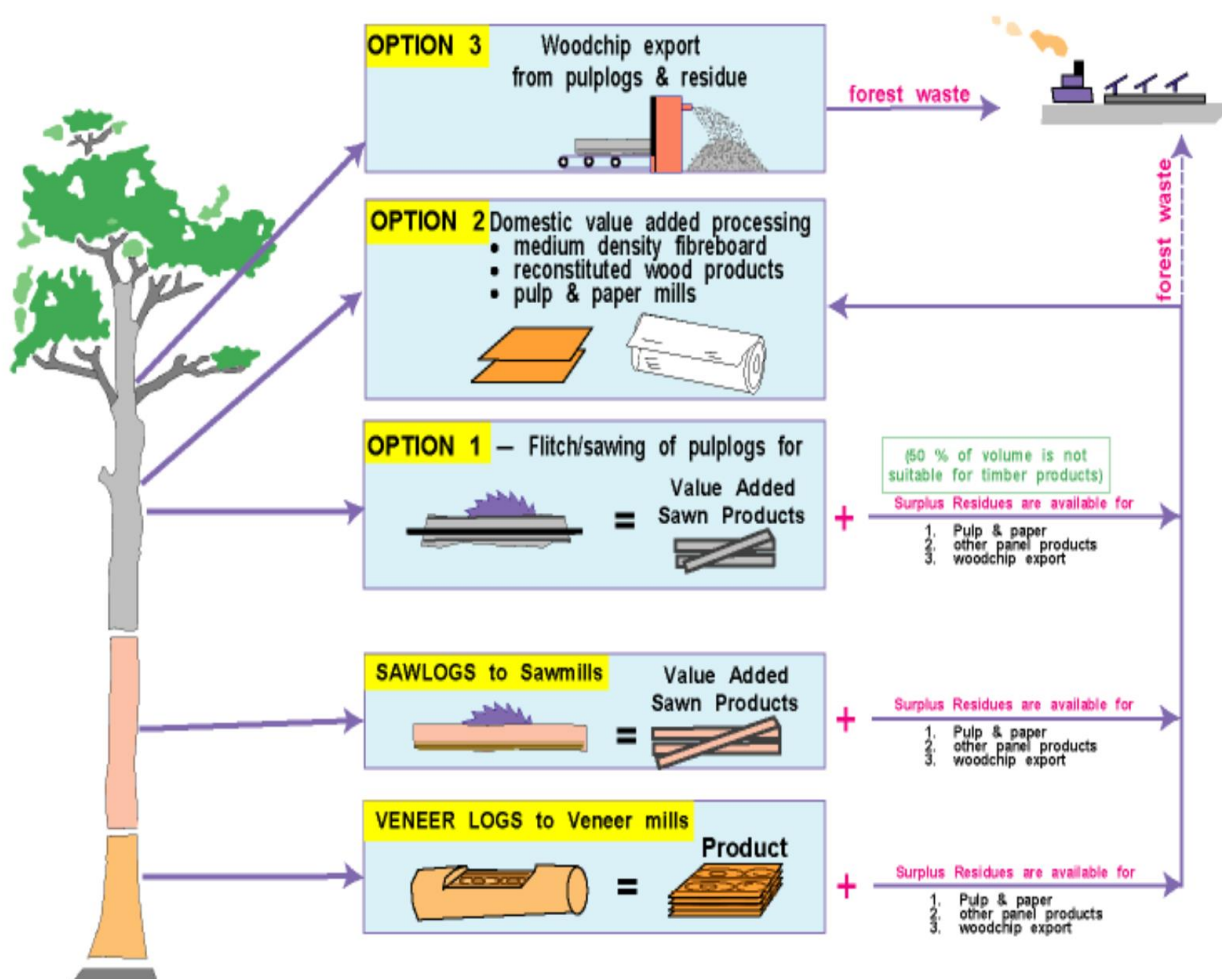 OPTION 3
Woodchip export
from pulplogs & residue
forest waste
forest waste
OPTION 2
Domestic value added processing
• medium density fibreboard
• reconstituted wood products
• pulp & paper mills
OPTION 1
— Flitch/sawing of pulplogs for
Value Added
Sawn Products
=
+
(50 % of volume is not
suitable for timber products)
Surplus Residues are available for
1. Pulp & paper
2. other panel products
3. woodchip export
SAWLOGS to Sawmills
Value Added
Sawn Products
=
+
Surplus Residues are available for
1. Pulp & paper
2. other panel products
3. woodchip export
VENEER LOGS to Veneer mills
Product
=
+
Surplus Residues are available for
1. Pulp & paper
2. other panel products
3. woodchip export